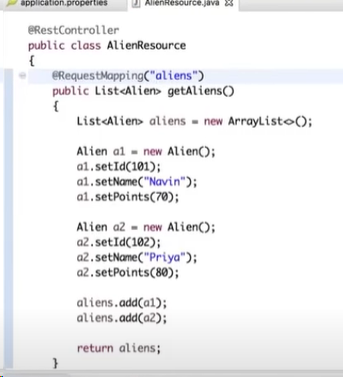 application.properties AlienResource.java
@RestController
public class AlienResource
{
@RequestMapping("aliens")
public List<Alien> getAliens()
{
List<Alien> aliens = new ArrayList<>();
Alien a1 = new Alien();
a1.setId(101);
a1.setName("Navin");
a1.setPoints(70);
Alien a2 = new Alien();
a2.setId(102);
a2.setName("Priya");
a2.setPoints(80);
aliens.add(a1);
aliens.add(a2);
return aliens;
}